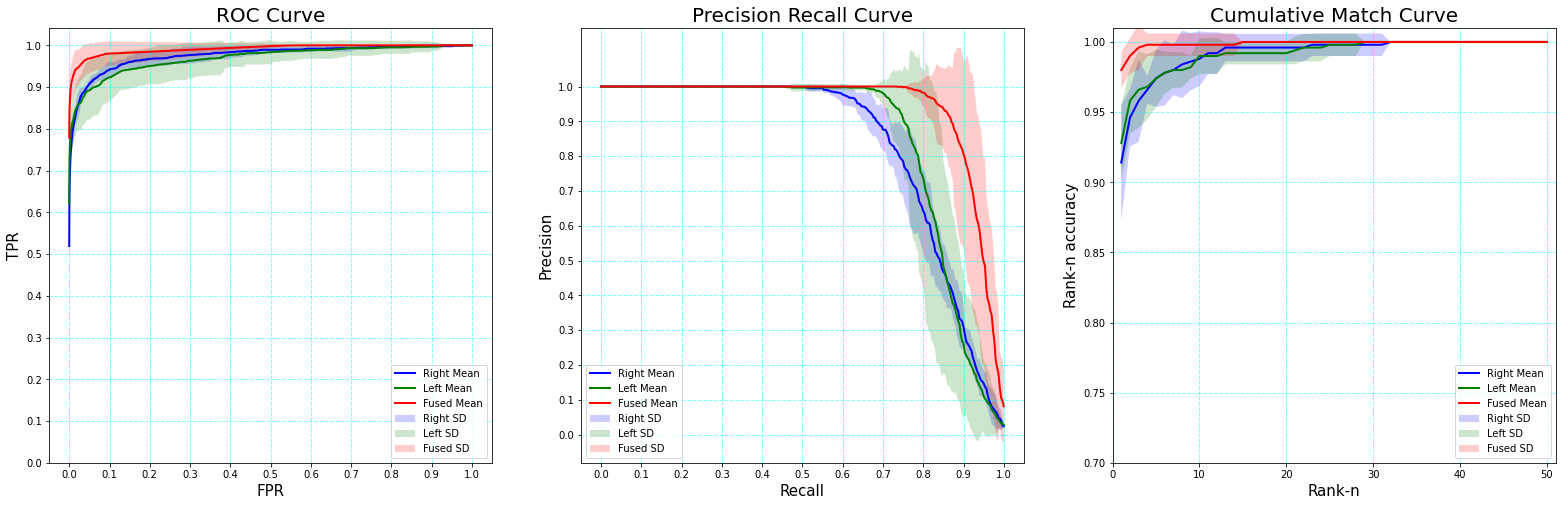 ROC Curve
TPR
1.0
0.9
0.8
0.7
0.6
0.5
0.4
0.3
0.2
0.1
0.0
0.0 0.1 0.2 0.3 0.4 0.5 0.6 0.7 0.8 0.9 1.0
FPR
Right Mean
Left Mean
Fused Mean
Right SD
Left SD
Fused SD
Precision Recall Curve
Precision
1.0
0.9
0.8
0.7
0.6
0.5
0.4
0.3
0.2
0.1
0.0
0.0 0.1 0.2 0.3 0.4 0.5 0.6 0.7 0.8 0.9 1.0
Recall
Right Mean
Left Mean
Fused Mean
Right SD
Left SD
Fused SD
Cumulative Match Curve
Rank-n accuracy
1.00
0.95
0.90
0.85
0.80
0.75
0.70
0 10 20 30 40 50
Rank-n
Right Mean
Left Mean
Fused Mean
Right SD
Left SD
Fused SD